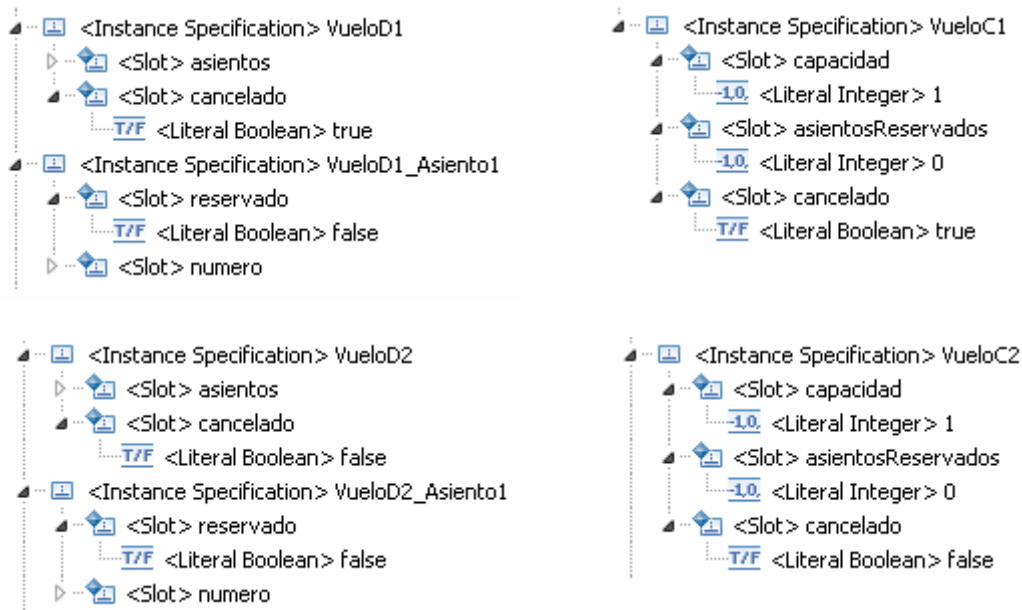 <Instance Specification> VueloD1
<Slot> asientos
<Slot> cancelado
T/F <Literal Boolean> true
<Instance Specification> VueloD1_Asiento1
<Slot> reservado
T/F <Literal Boolean> false
<Slot> numero
<Instance Specification> VueloC1
<Slot> capacidad
-1,0, <Literal Integer> 1
<Slot> asientosReservados
-1,0, <Literal Integer> 0
<Slot> cancelado
T/F <Literal Boolean> true
<Instance Specification> VueloD2
<Slot> asientos
<Slot> cancelado
T/F <Literal Boolean> false
<Instance Specification> VueloD2_Asiento1
<Slot> reservado
T/F <Literal Boolean> false
<Slot> numero
<Instance Specification> VueloC2
<Slot> capacidad
-1,0, <Literal Integer> 1
<Slot> asientosReservados
-1,0, <Literal Integer> 0
<Slot> cancelado
T/F <Literal Boolean> false